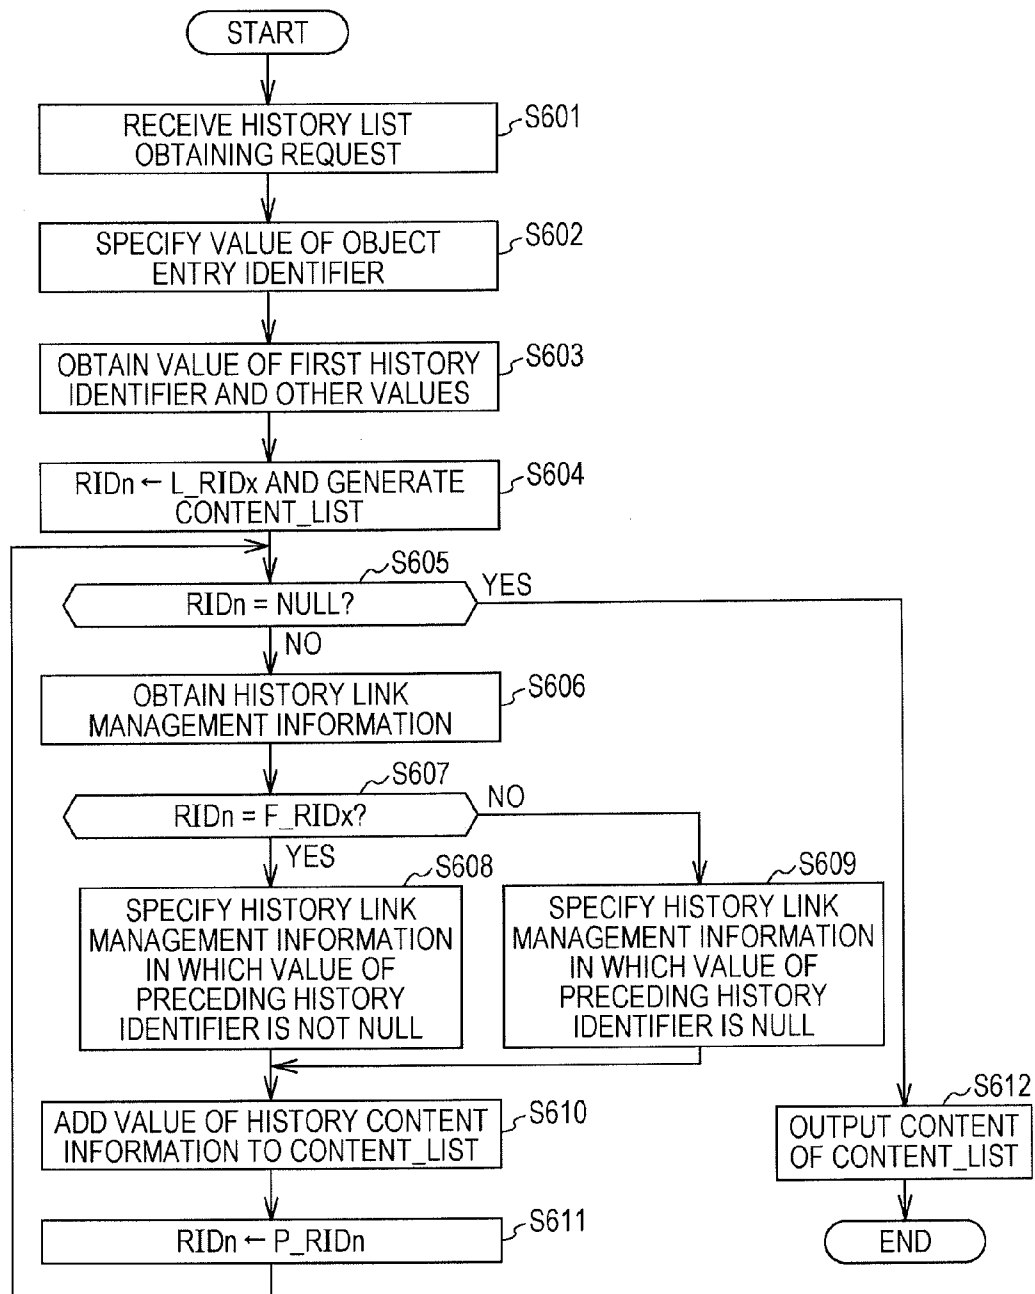 START
RECEIVE HISTORY LIST
OBTAINING REQUEST
S601
SPECIFY VALUE OF OBJECT
ENTRY IDENTIFIER
S602
OBTAIN VALUE OF FIRST HISTORY
IDENTIFIER AND OTHER VALUES
S603
RIDn ← L_RIDx AND GENERATE
CONTENT_LIST
S604
S605
RIDn = NULL?
YES
NO
OBTAIN HISTORY LINK
MANAGEMENT INFORMATION
S606
S607
RIDn = F_RIDx?
NO
YES
S608
SPECIFY HISTORY LINK
MANAGEMENT INFORMATION
IN WHICH VALUE OF
PRECEDING HISTORY
IDENTIFIER IS NOT NULL
S609
SPECIFY HISTORY LINK
MANAGEMENT INFORMATION
IN WHICH VALUE OF
PRECEDING HISTORY
IDENTIFIER IS NULL
ADD VALUE OF HISTORY CONTENT
INFORMATION TO CONTENT_LIST
S610
RIDn ← P_RIDn
S611
S612
OUTPUT CONTENT
OF CONTENT_LIST
END